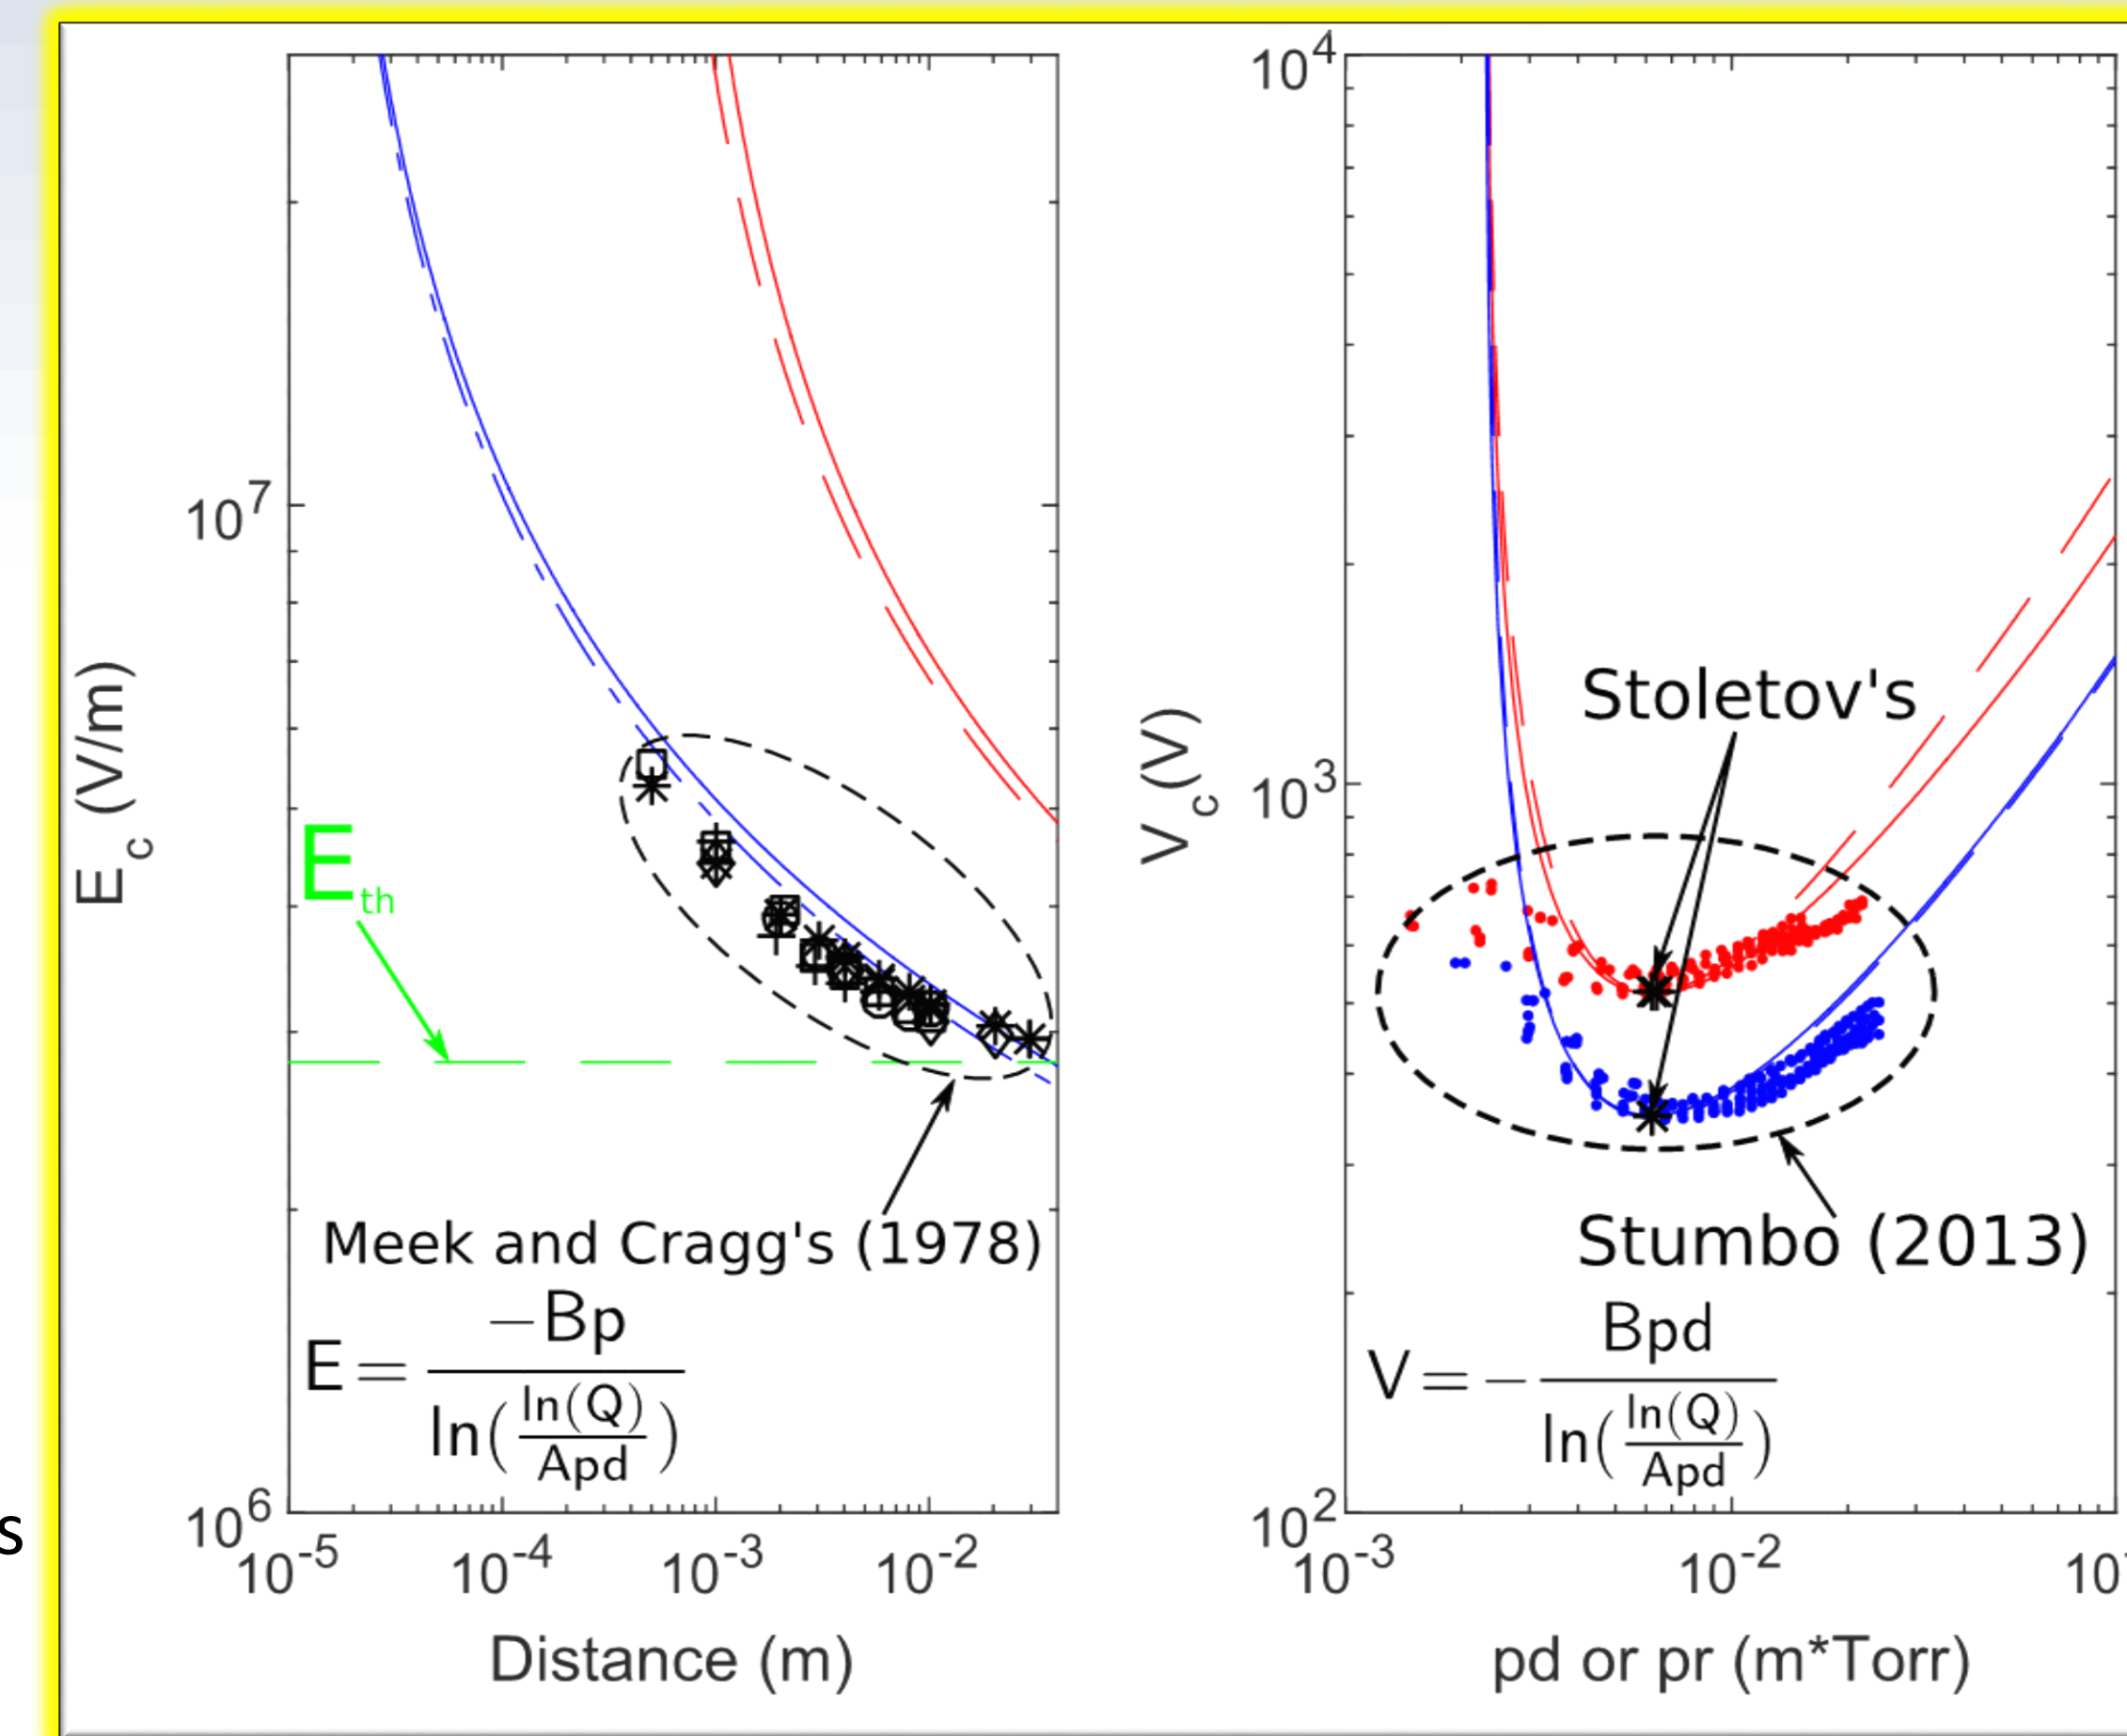 E_c (V/m)
10^7
10^6
E_th
Meek and Cragg's (1978)
E = −Bp / ln( ln(Q) / Apd )
10^-5 10^-4 10^-3 10^-2
Distance (m)
V_c (V)
10^4
10^3
10^2
Stoletov's
Stumbo (2013)
V = − Bpd / ln( ln(Q) / Apd )
10^-3 10^-2 10
pd or pr (m*Torr)
s